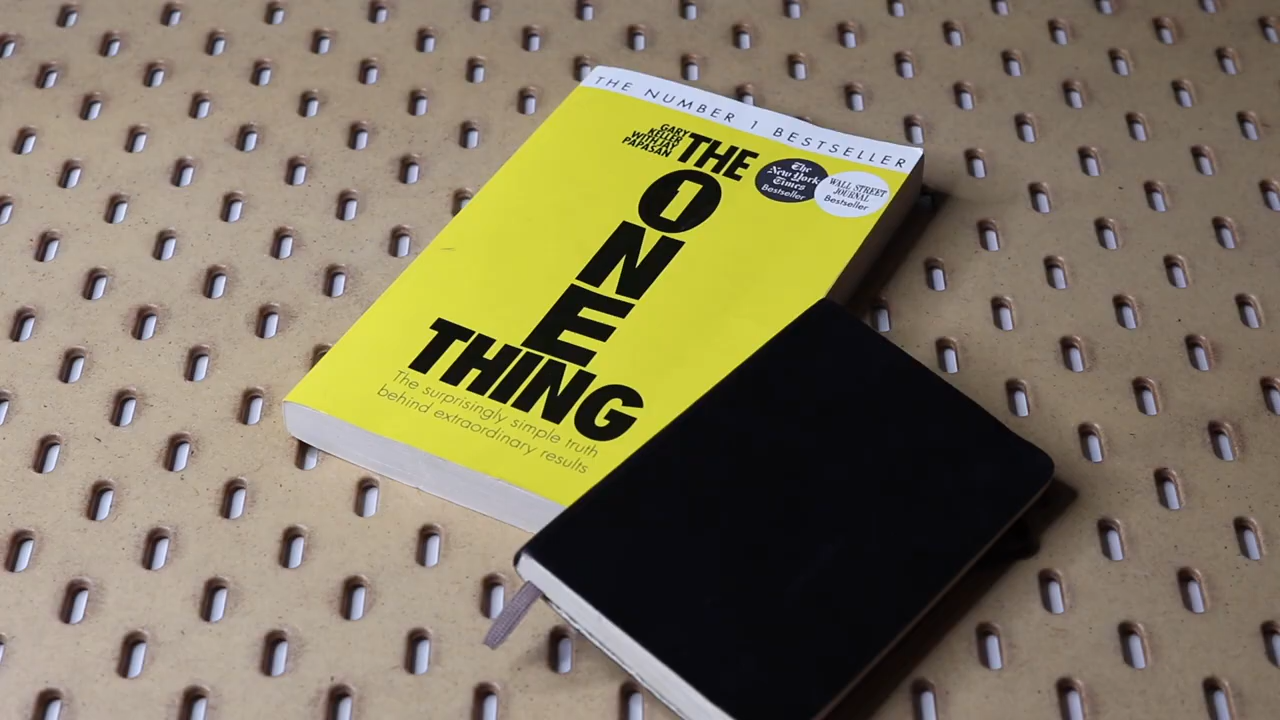 THE NUMBER 1 BESTSELLER
GARY
KELLER
WITH JAY
PAPASAN
THE
ONE
THING
The
New York
Times
Bestseller
WALL STREET
JOURNAL
Bestseller
The surprisingly simple truth
behind extraordinary results